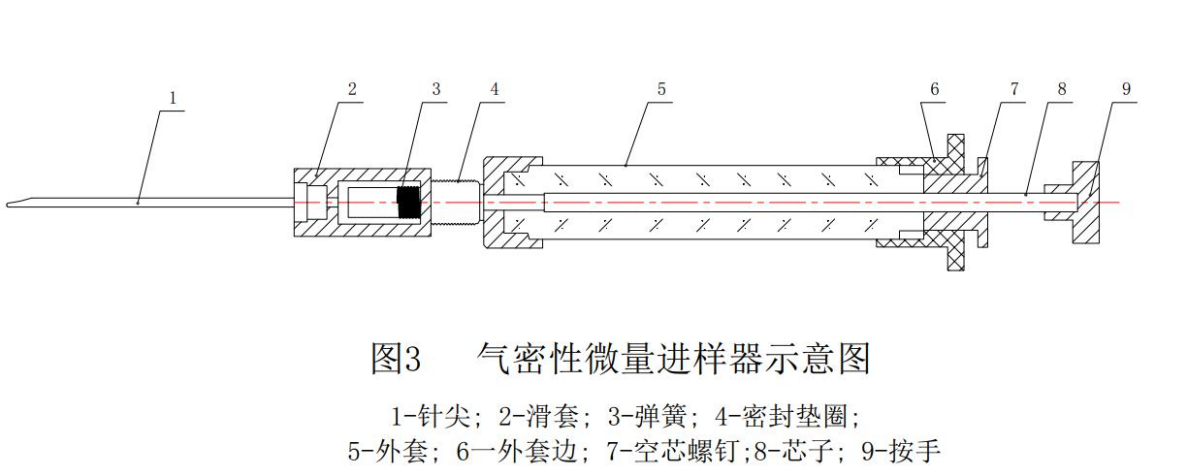 1 2 3 4 5 6 7 8 9
图3 气密性微量进样器示意图
1-针尖; 2-滑套; 3-弹簧; 4-密封垫圈;
5-外套; 6一外套边; 7-空芯螺钉;8-芯子; 9-按手